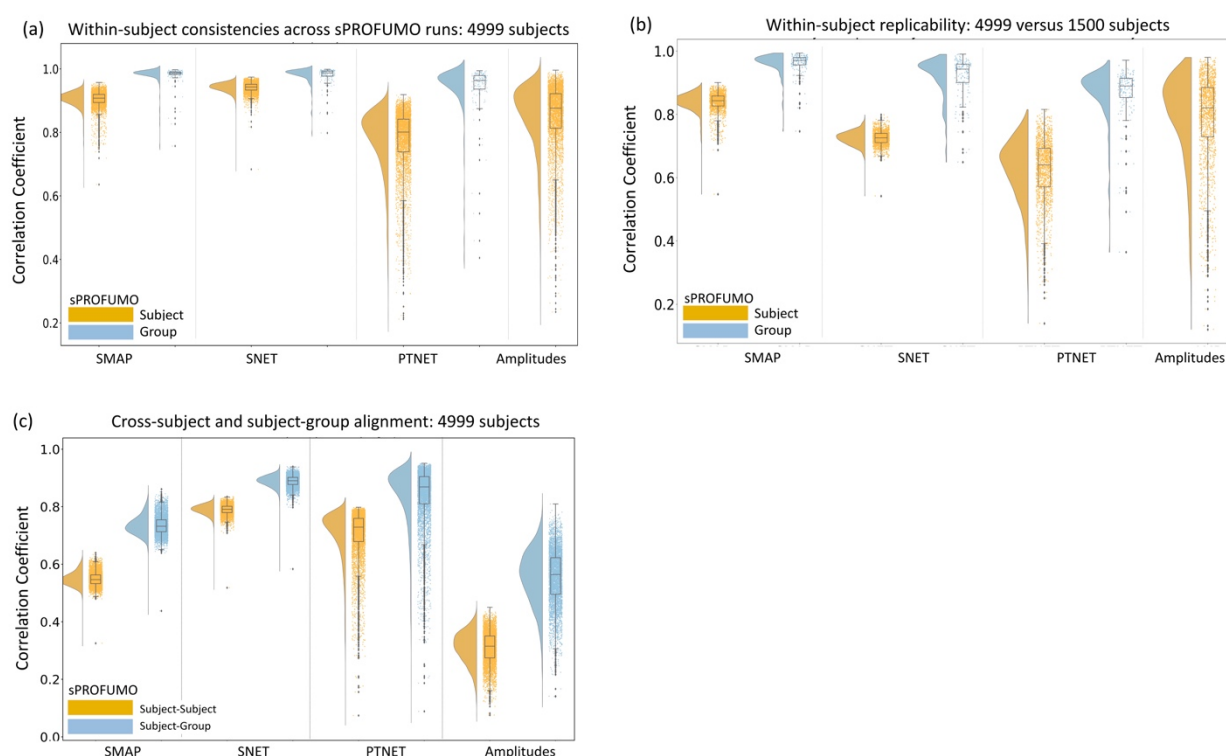 (a)
Within-subject consistencies across sPROFUMO runs: 4999 subjects
Correlation Coefficient
1.0
0.8
0.6
0.4
0.2
sPROFUMO
Subject
Group
SMAP SNET PTNET Amplitudes
(b)
Within-subject replicability: 4999 versus 1500 subjects
Correlation Coefficient
1.0
0.8
0.6
0.4
0.2
sPROFUMO
Subject
Group
SMAP SNET PTNET Amplitudes
(c)
Cross-subject and subject-group alignment: 4999 subjects
Correlation Coefficient
1.0
0.8
0.6
0.4
0.2
0.0
sPROFUMO
Subject-Subject
Subject-Group
SMAP SNET PTNET Amplitudes